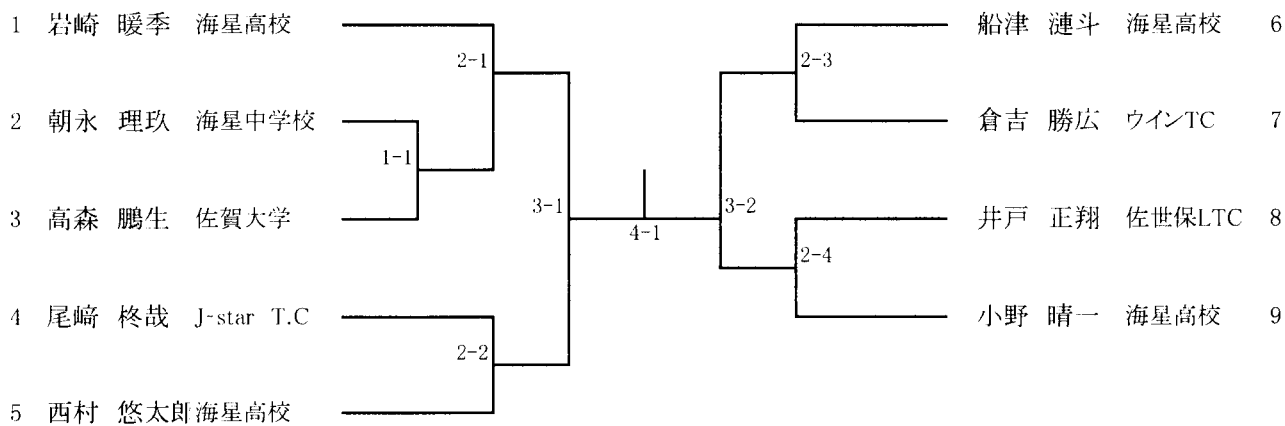 1 岩崎 暖季 海星高校
2-1
2 朝永 理玖 海星中学校
1-1
3 高森 鵬生 佐賀大学
3-1
4 尾﨑 柊哉 J-star T.C
2-2
5 西村 悠太郎 海星高校
4-1
船津 漣斗 海星高校 6
2-3
倉吉 勝広 ウインTC 7
3-2
井戸 正翔 佐世保LTC 8
2-4
小野 晴一 海星高校 9